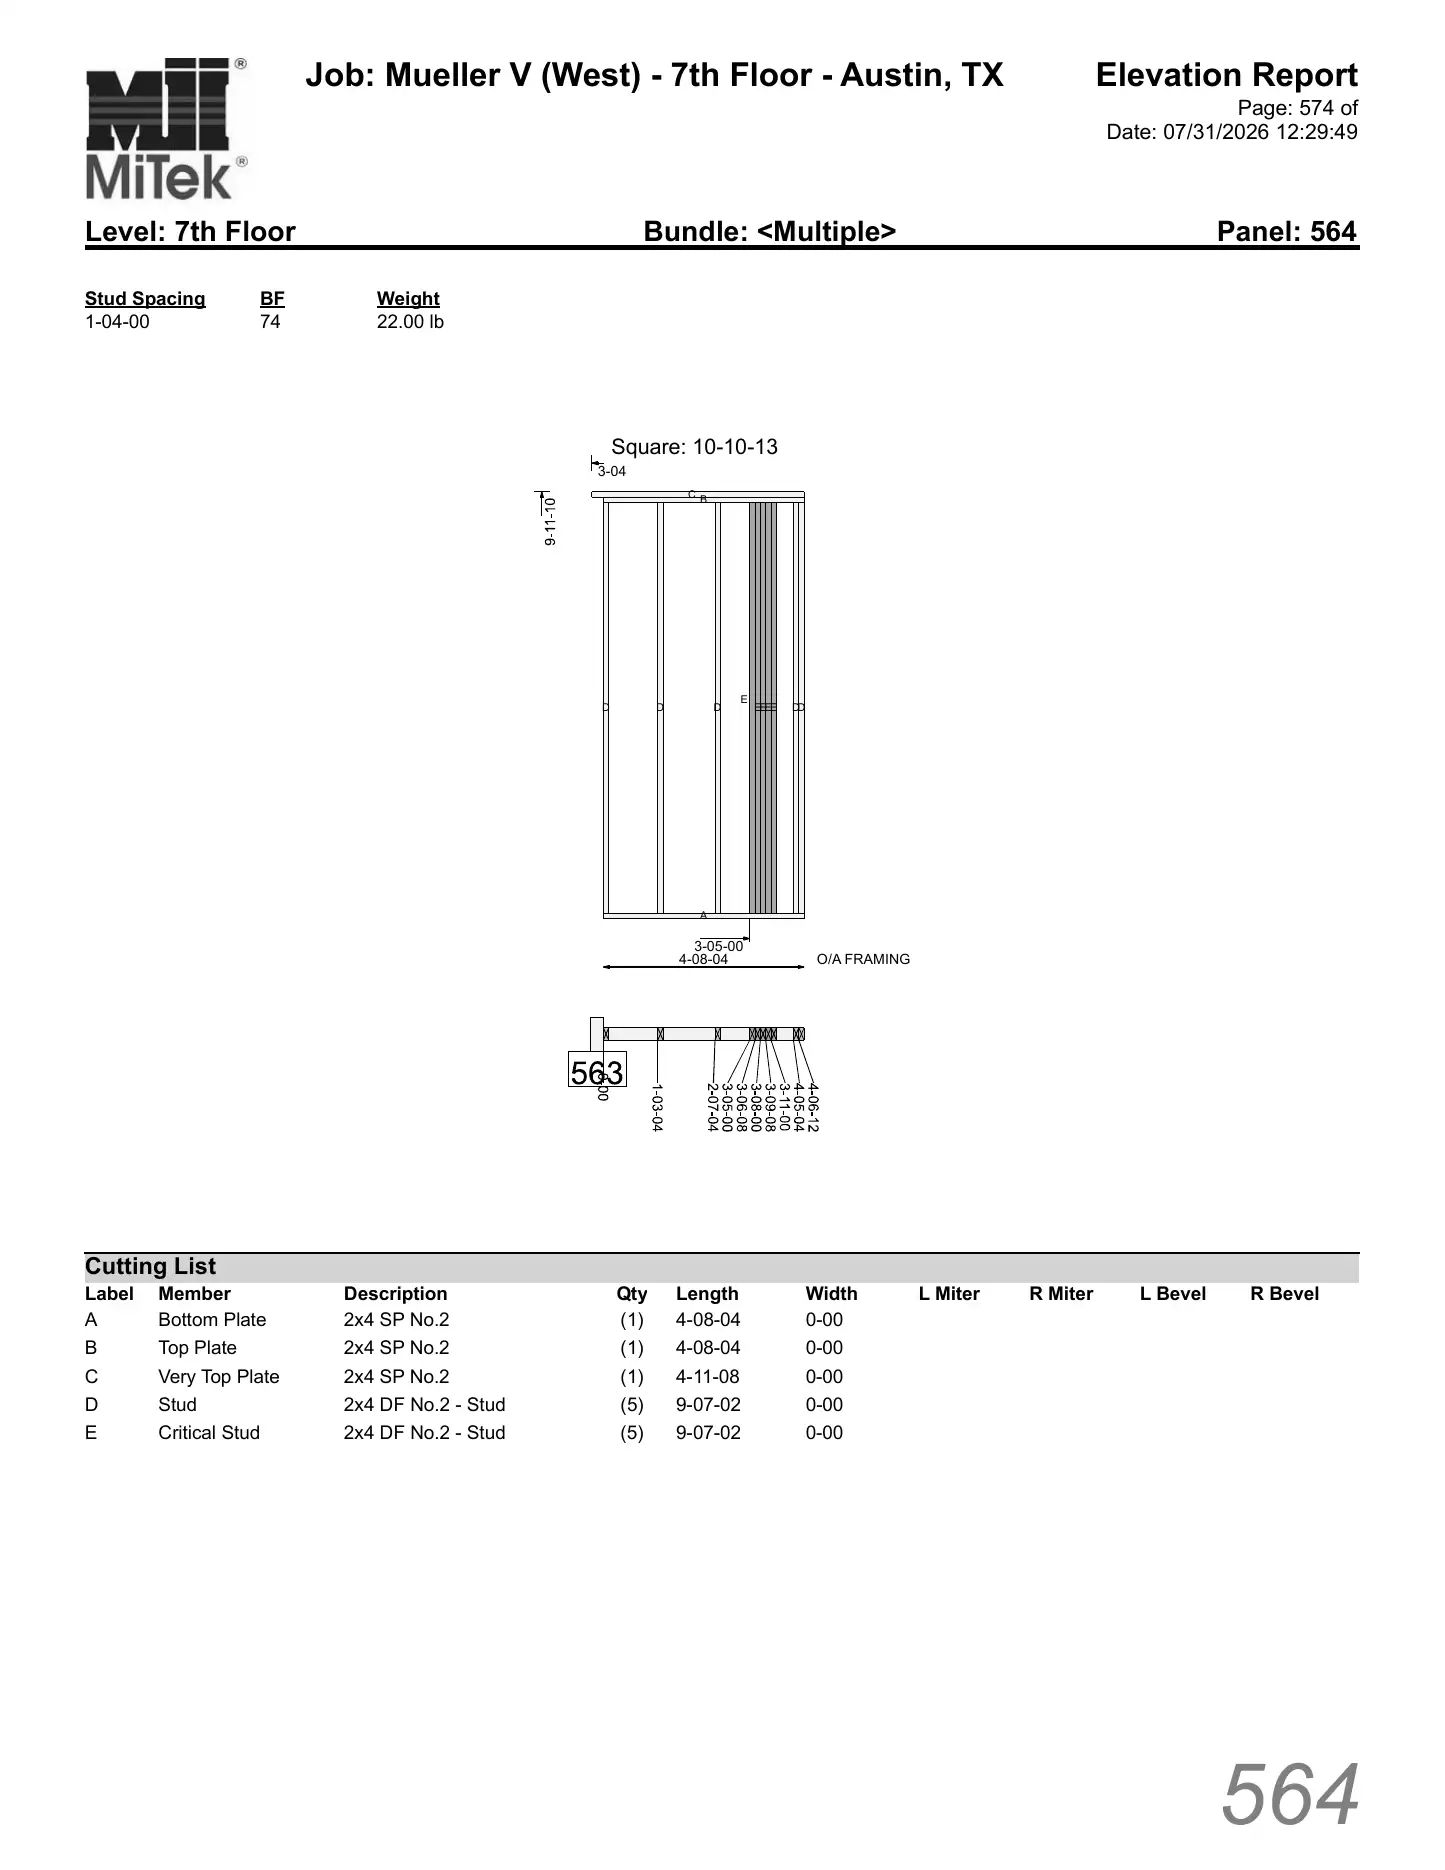 Job: Mueller V (West) - 7th Floor - Austin, TX
Elevation Report
Page: 574 of
Date: 07/31/2026 12:29:49
MiTek®
Level: 7th Floor Bundle: <Multiple> Panel: 564
Stud Spacing BF Weight
1-04-00 74 22.00 lb
Square: 10-10-13
3-04
9-11-10
C B
E
D D D D D
A
3-05-00
4-08-04 O/A FRAMING
563
1-03-04
2-07-04
3-05-00
3-06-08
3-08-00
3-09-08
3-11-00
4-05-04
4-06-12
Cutting List
Label Member Description Qty Length Width L Miter R Miter L Bevel R Bevel
A Bottom Plate 2x4 SP No.2 (1) 4-08-04 0-00
B Top Plate 2x4 SP No.2 (1) 4-08-04 0-00
C Very Top Plate 2x4 SP No.2 (1) 4-11-08 0-00
D Stud 2x4 DF No.2 - Stud (5) 9-07-02 0-00
E Critical Stud 2x4 DF No.2 - Stud (5) 9-07-02 0-00
564